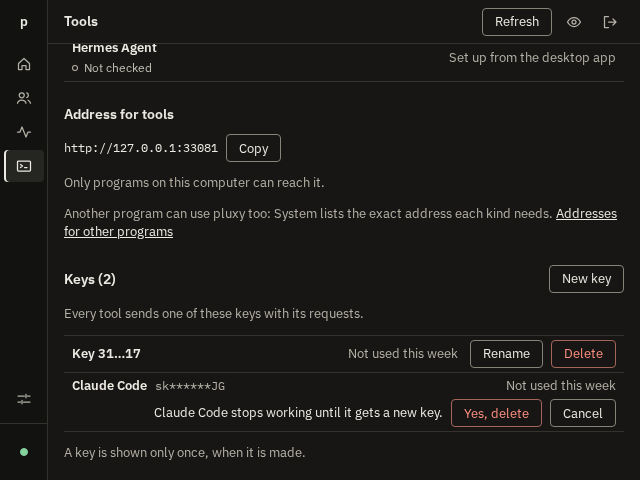 p
Tools
Refresh
Hermes Agent
Not checked
Set up from the desktop app
Address for tools
http://127.0.0.1:33081
Copy
Only programs on this computer can reach it.
Another program can use pluxy too: System lists the exact address each kind needs. Addresses
for other programs
Keys (2)
New key
Every tool sends one of these keys with its requests.
Key 31…17
Not used this week
Rename
Delete
Claude Code sk******JG
Not used this week
Claude Code stops working until it gets a new key.
Yes, delete
Cancel
A key is shown only once, when it is made.